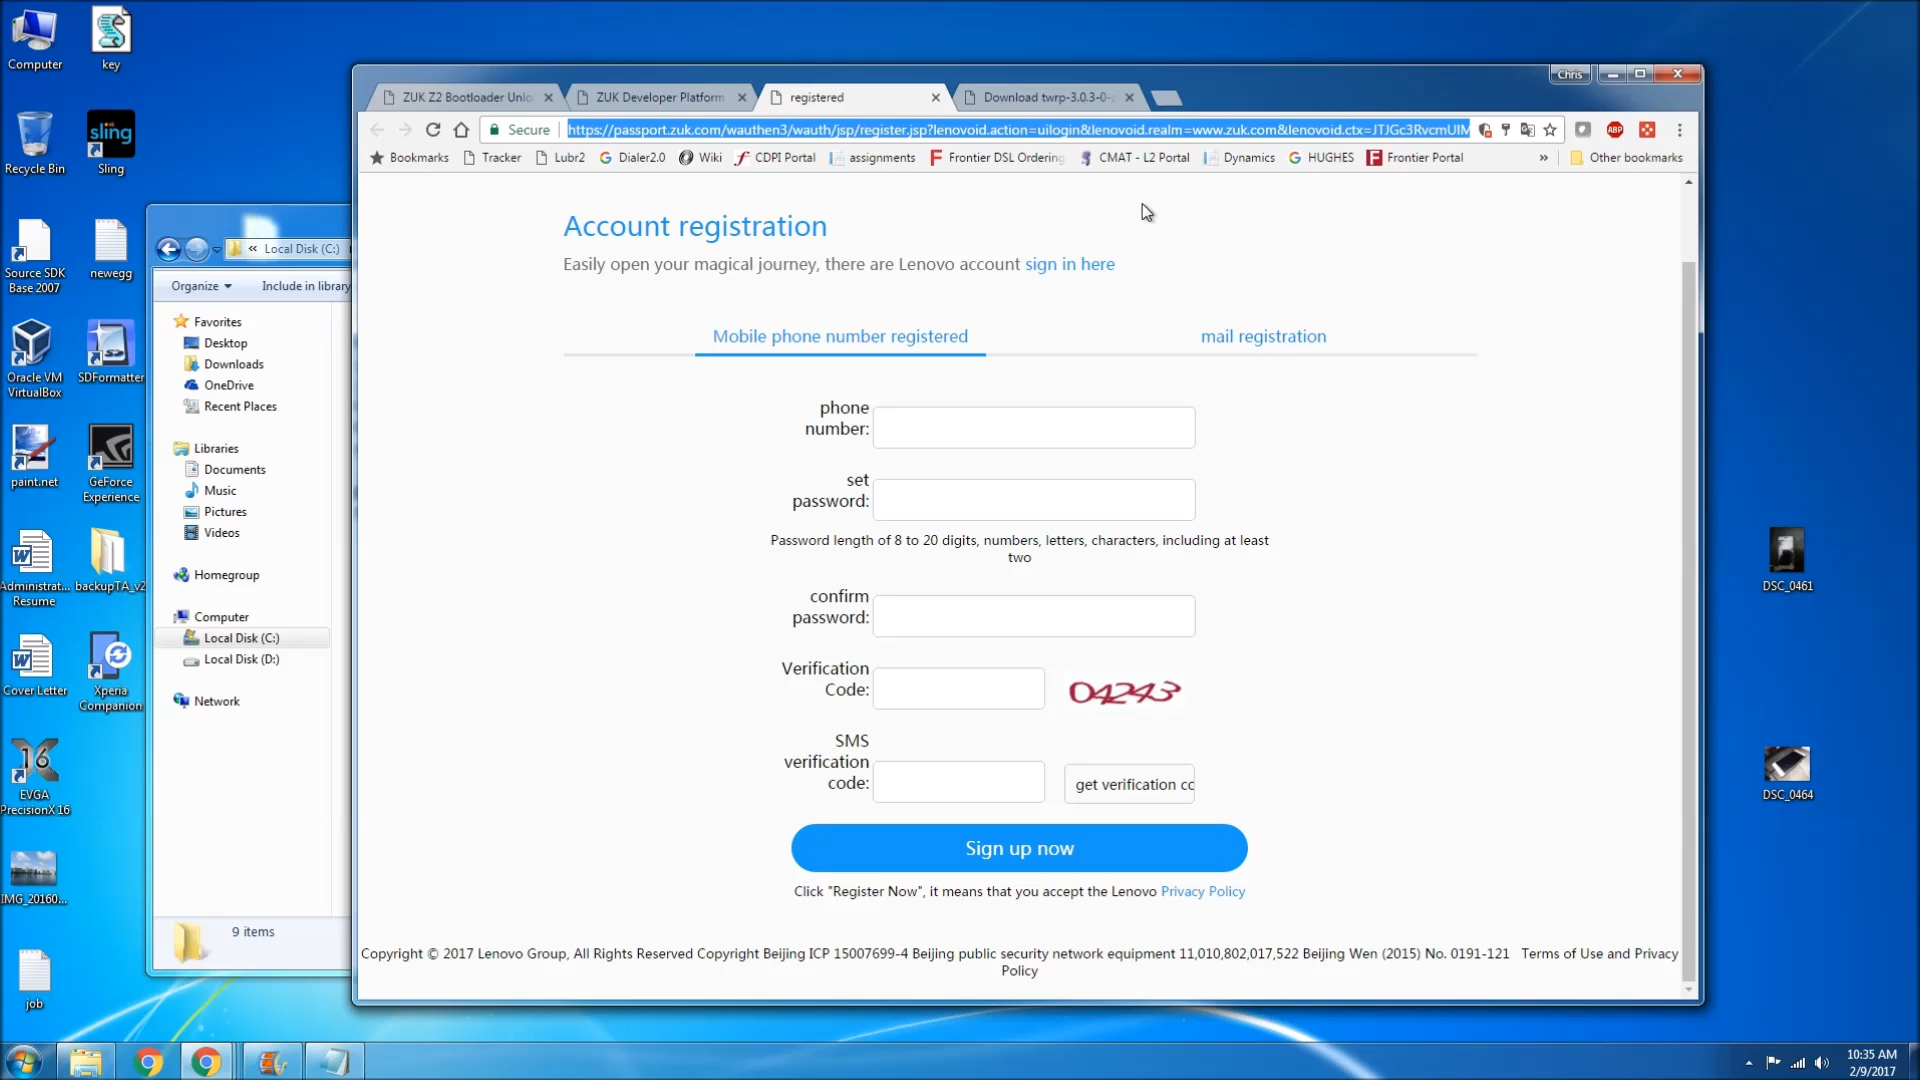 Computer
key
Recycle Bin
Sling
Source SDK
Base 2007
newegg
Oracle VM
VirtualBox
SDFormatter
paint.net
GeForce
Experience
Administrat...
Resume
backupTA_v2
Cover Letter
Xperia
Companion
EVGA
PrecisionX 16
IMG_20160...
job
sling
« Local Disk (C:)
Organize
Include in library
Favorites
Desktop
Downloads
OneDrive
Recent Places
Libraries
Documents
Music
Pictures
Videos
Homegroup
Computer
Local Disk (C:)
Local Disk (D:)
Network
9 items
Chris
ZUK Z2 Bootloader Unlo
ZUK Developer Platform
registered
Download twrp-3.0.3-0-
Secure
https://passport.zuk.com/wauthen3/wauth/jsp/register.jsp?lenovoid.action=uilogin&lenovoid.realm=www.zuk.com&lenovoid.ctx=JTJGc3RvcmUlM
ABP
Bookmarks
Tracker
Lubr2
Dialer2.0
Wiki
CDPI Portal
assignments
Frontier DSL Ordering
CMAT - L2 Portal
Dynamics
HUGHES
Frontier Portal
»
Other bookmarks
Account registration
Easily open your magical journey, there are Lenovo account sign in here
Mobile phone number registered
mail registration
phone
number:
set
password:
Password length of 8 to 20 digits, numbers, letters, characters, including at least
two
confirm
password:
Verification
Code:
04243
SMS
verification
code:
get verification co
Sign up now
Click "Register Now", it means that you accept the Lenovo Privacy Policy
Copyright © 2017 Lenovo Group, All Rights Reserved Copyright Beijing ICP 15007699-4 Beijing public security network equipment 11,010,802,017,522 Beijing Wen (2015) No. 0191-121 Terms of Use and Privacy
Policy
DSC_0461
DSC_0464
10:35 AM
2/9/2017